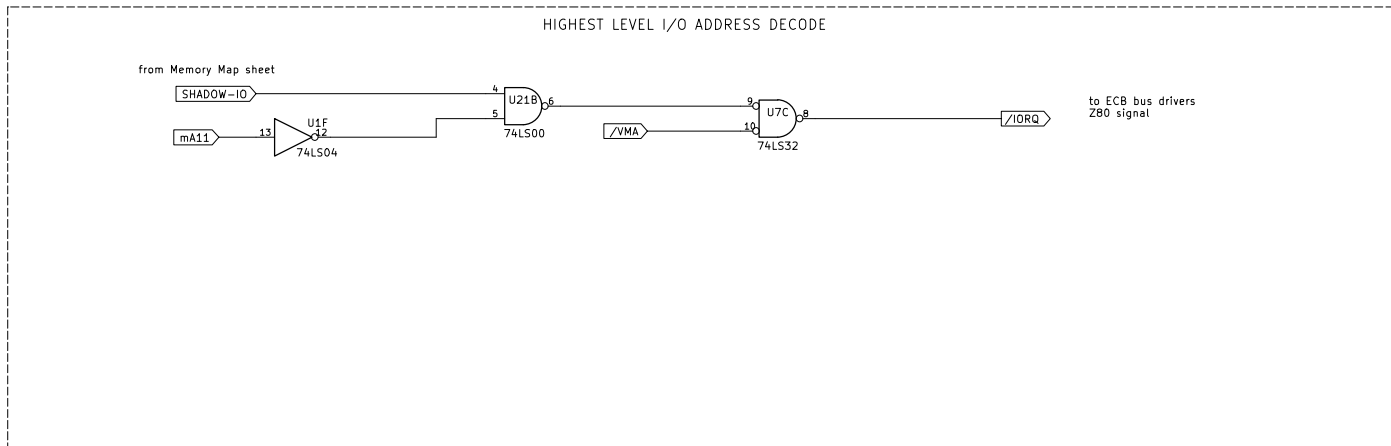 HIGHEST LEVEL I/O ADDRESS DECODE
from Memory Map sheet
SHADOW-IO
4
U21B
6
5
74LS00
mA11
13
U1F
12
74LS04
9
U7C
8
10
74LS32
/VMA
/IORQ
to ECB bus drivers
Z80 signal